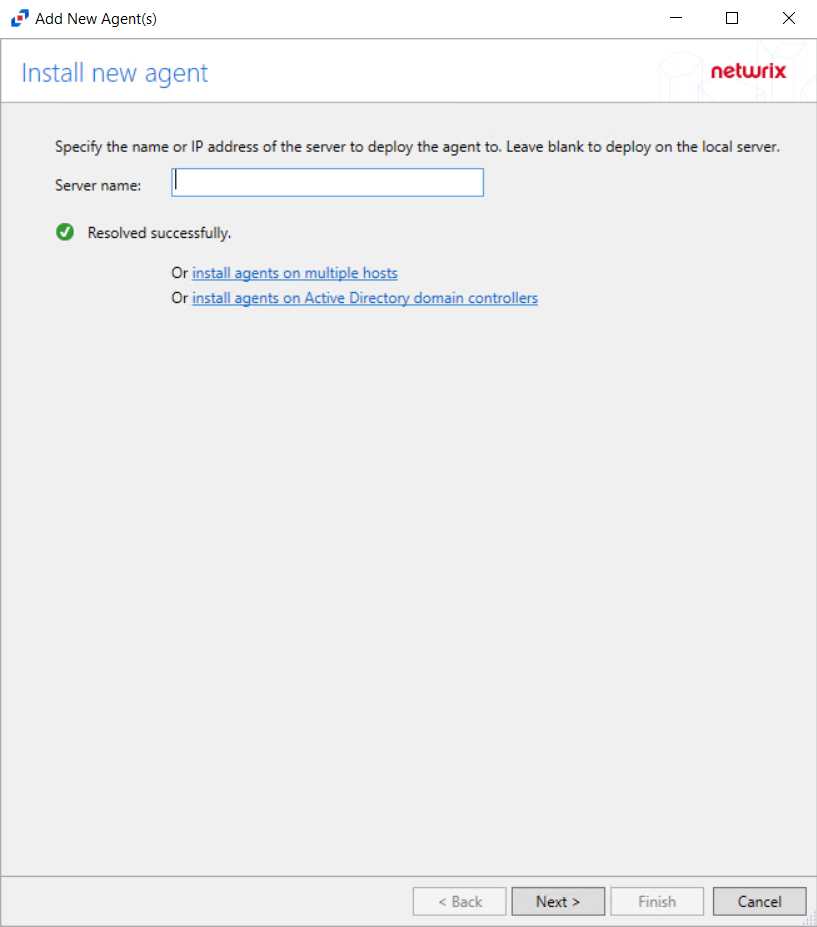 Add New Agent(s)
Install new agent
netwrix
Specify the name or IP address of the server to deploy the agent to. Leave blank to deploy on the local server.
Server name:
Resolved successfully.
Or install agents on multiple hosts
Or install agents on Active Directory domain controllers
< Back Next > Finish Cancel